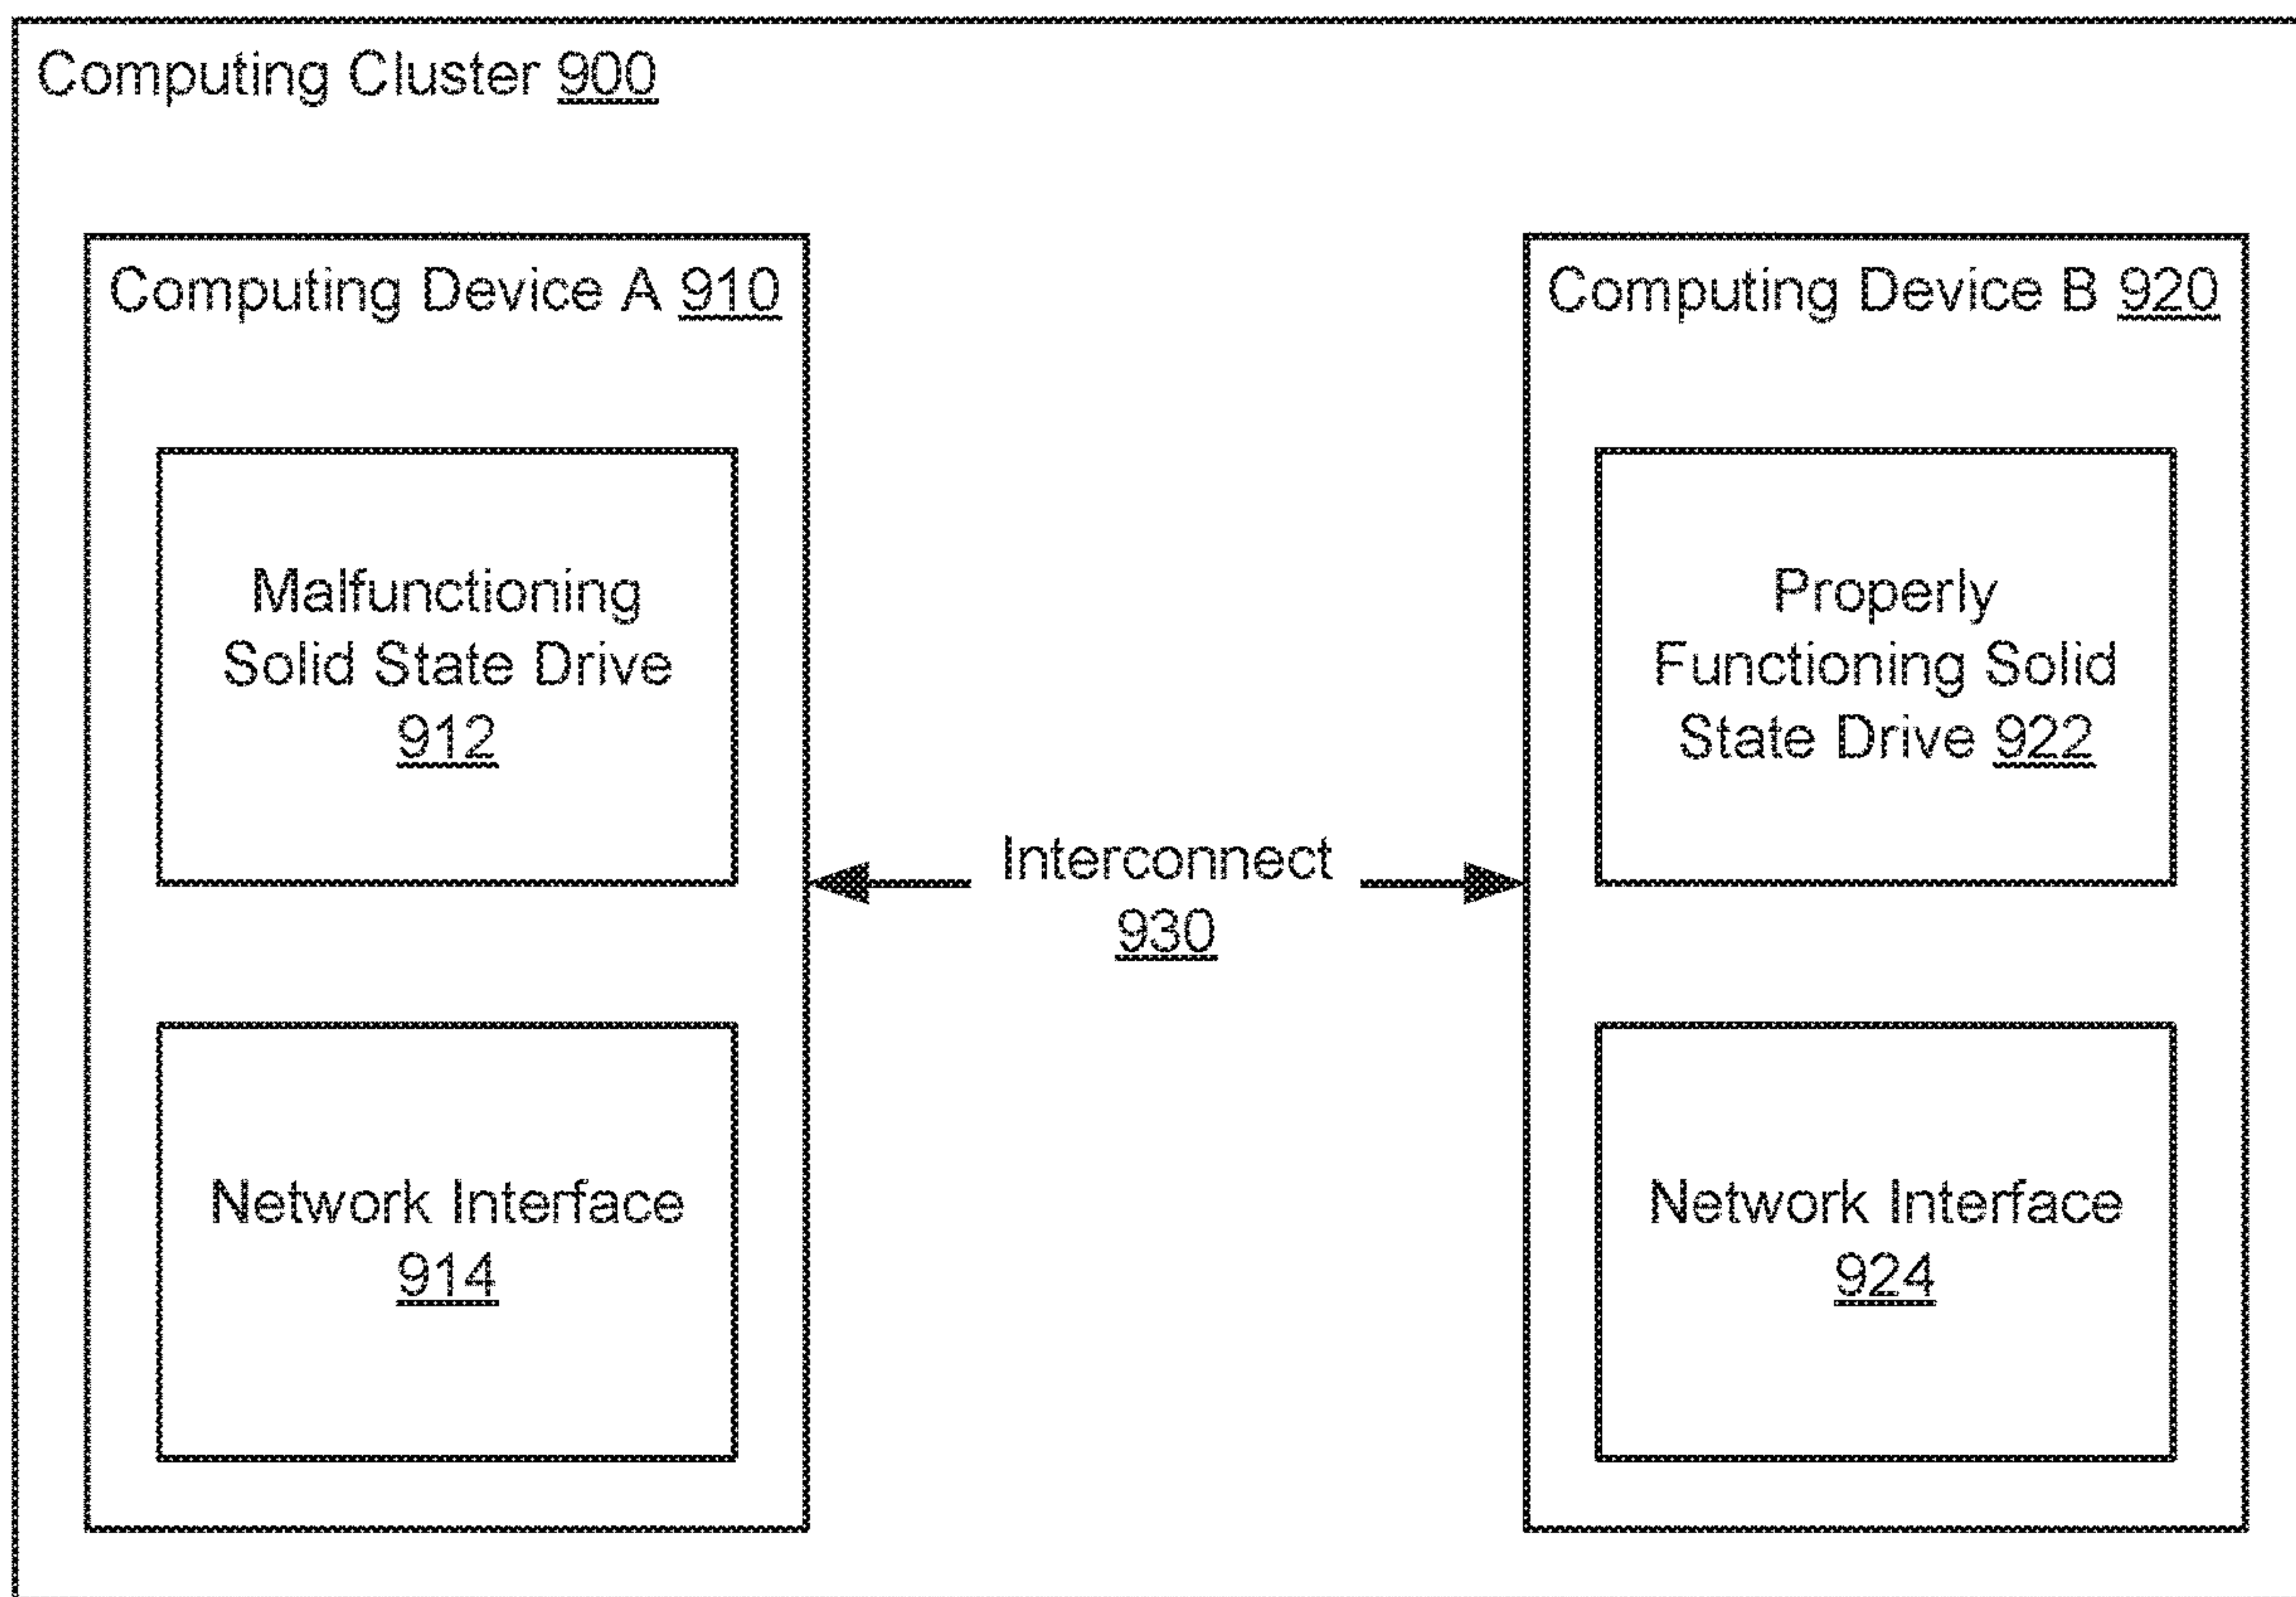 Computing Cluster 900
Computing Device A 910
Malfunctioning
Solid State Drive
912
Network Interface
914
Interconnect
930
Computing Device B 920
Properly
Functioning Solid
State Drive 922
Network Interface
924